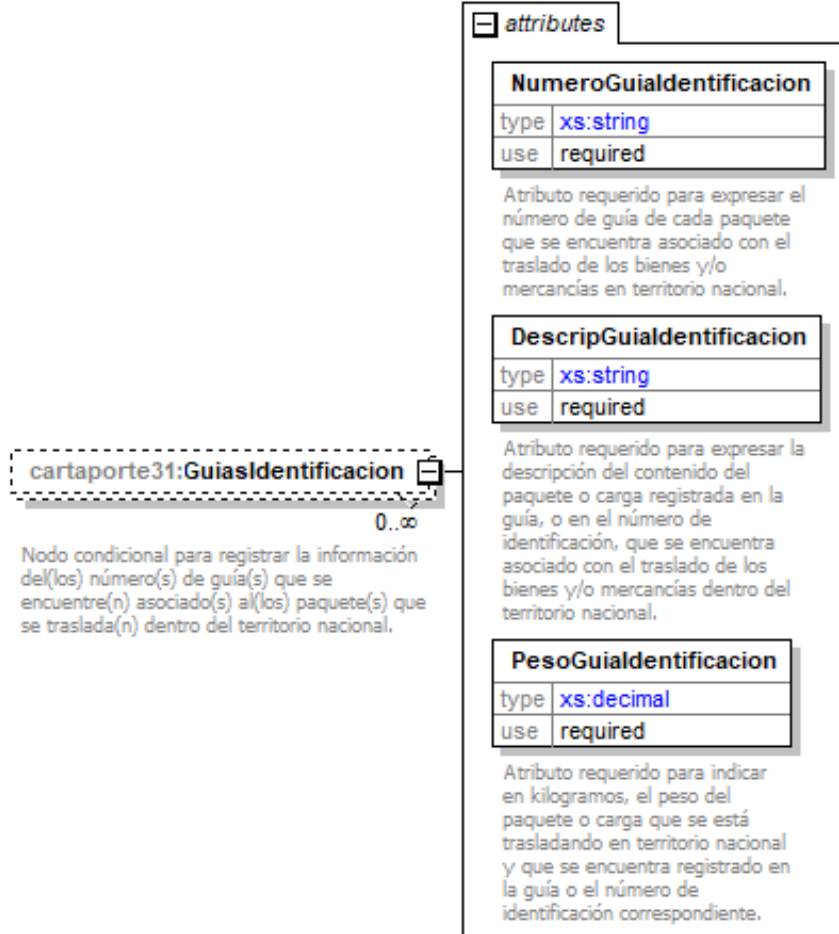 attributes
NumeroGuiaIdentificacion
type xs:string
use required
Atributo requerido para expresar el
número de guía de cada paquete
que se encuentra asociado con el
traslado de los bienes y/o
mercancías en territorio nacional.
DescripGuiaIdentificacion
type xs:string
use required
Atributo requerido para expresar la
descripción del contenido del
paquete o carga registrada en la
guía, o en el número de
identificación, que se encuentra
asociado con el traslado de los
bienes y/o mercancías dentro del
territorio nacional.
cartaporte31:GuiasIdentificacion
0..∞
Nodo condicional para registrar la información
del(los) número(s) de guía(s) que se
encuentre(n) asociado(s) al(los) paquete(s) que
se traslada(n) dentro del territorio nacional.
PesoGuiaIdentificacion
type xs:decimal
use required
Atributo requerido para indicar
en kilogramos, el peso del
paquete o carga que se está
trasladando en territorio nacional
y que se encuentra registrado en
la guía o el número de
identificación correspondiente.